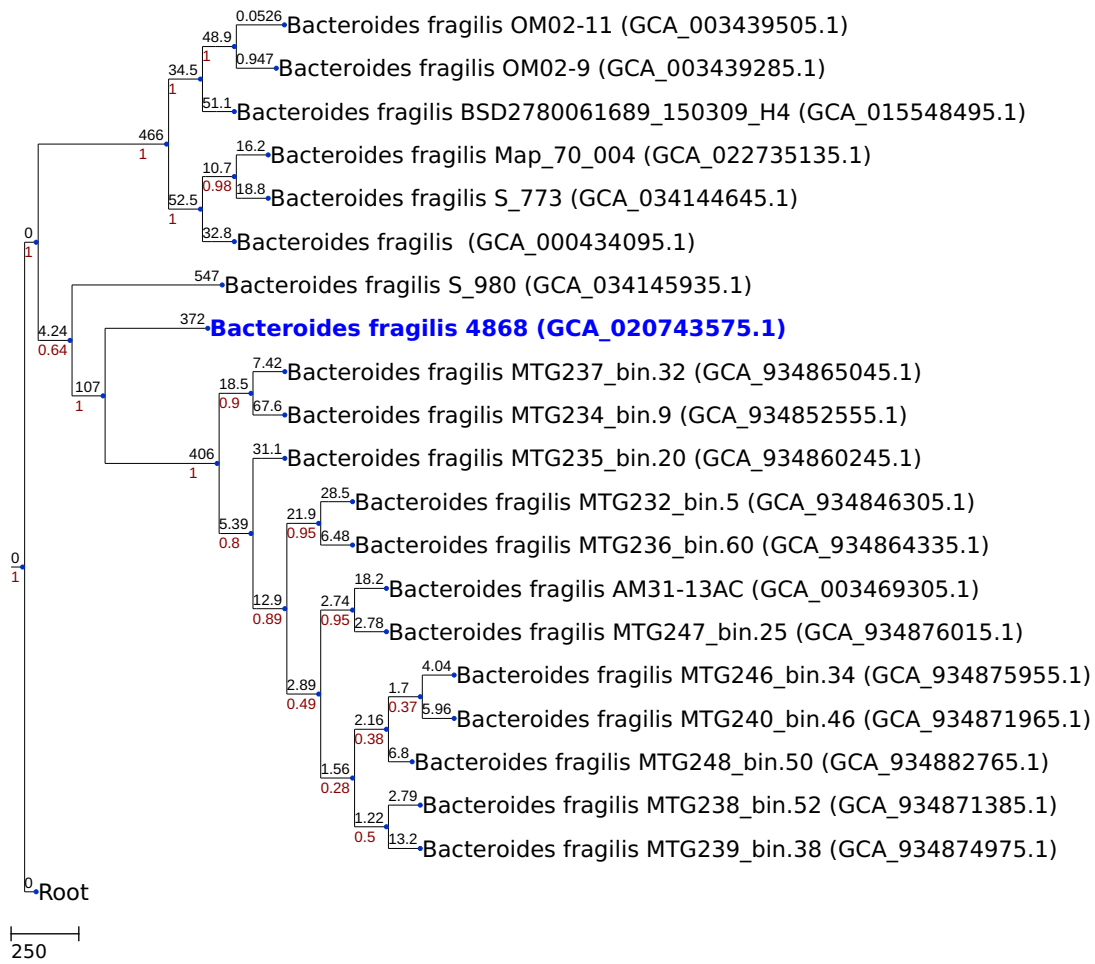 0.0526
Bacteroides fragilis OM02-11 (GCA_003439505.1)
48.9
1
0.947
Bacteroides fragilis OM02-9 (GCA_003439285.1)
34.5
1
51.1
Bacteroides fragilis BSD2780061689_150309_H4 (GCA_015548495.1)
466
1
16.2
Bacteroides fragilis Map_70_004 (GCA_022735135.1)
10.7
0.98
18.8
Bacteroides fragilis S_773 (GCA_034144645.1)
52.5
1
32.8
Bacteroides fragilis  (GCA_000434095.1)
0
1
547
Bacteroides fragilis S_980 (GCA_034145935.1)
4.24
0.64
372
Bacteroides fragilis 4868 (GCA_020743575.1)
107
1
7.42
Bacteroides fragilis MTG237_bin.32 (GCA_934865045.1)
18.5
0.9
67.6
Bacteroides fragilis MTG234_bin.9 (GCA_934852555.1)
406
1
31.1
Bacteroides fragilis MTG235_bin.20 (GCA_934860245.1)
5.39
0.8
28.5
Bacteroides fragilis MTG232_bin.5 (GCA_934846305.1)
21.9
0.95
6.48
Bacteroides fragilis MTG236_bin.60 (GCA_934864335.1)
12.9
0.89
18.2
Bacteroides fragilis AM31-13AC (GCA_003469305.1)
2.74
0.95
2.78
Bacteroides fragilis MTG247_bin.25 (GCA_934876015.1)
2.89
0.49
4.04
Bacteroides fragilis MTG246_bin.34 (GCA_934875955.1)
1.7
0.37
5.96
Bacteroides fragilis MTG240_bin.46 (GCA_934871965.1)
2.16
0.38
6.8
Bacteroides fragilis MTG248_bin.50 (GCA_934882765.1)
1.56
0.28
2.79
Bacteroides fragilis MTG238_bin.52 (GCA_934871385.1)
1.22
0.5
13.2
Bacteroides fragilis MTG239_bin.38 (GCA_934874975.1)
0
1
0
Root
250